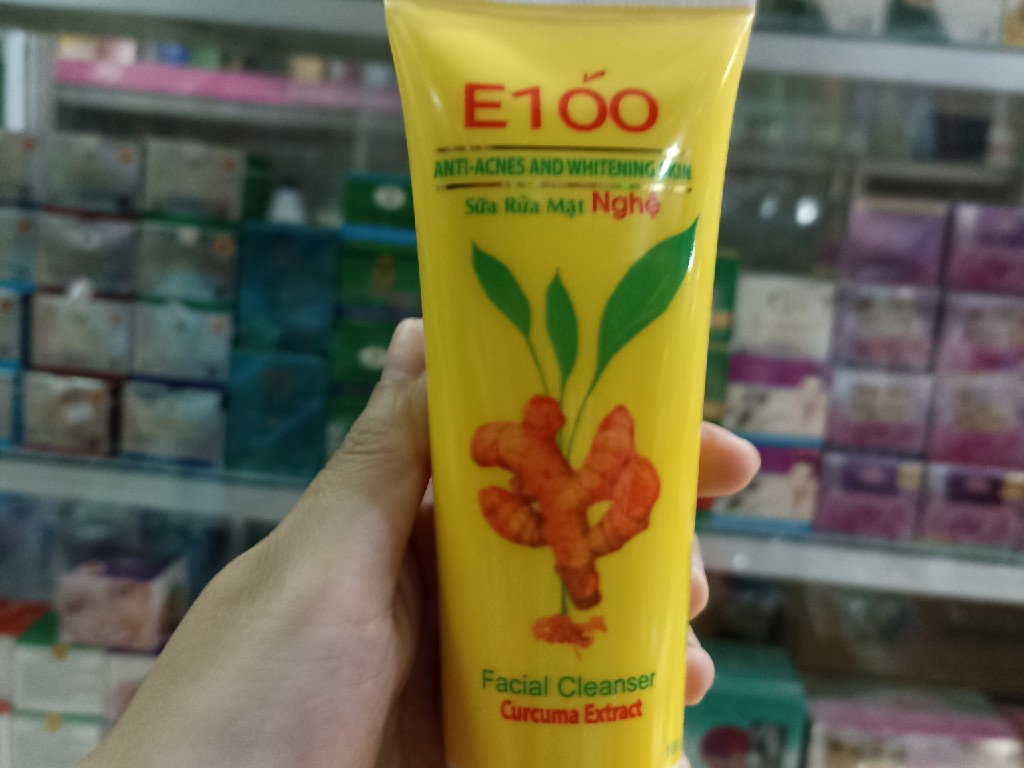 E100
ANTI-ACNES AND WHITENING SKIN
Sữa Rửa Mặt Nghệ
Facial Cleanser
Curcuma Extract